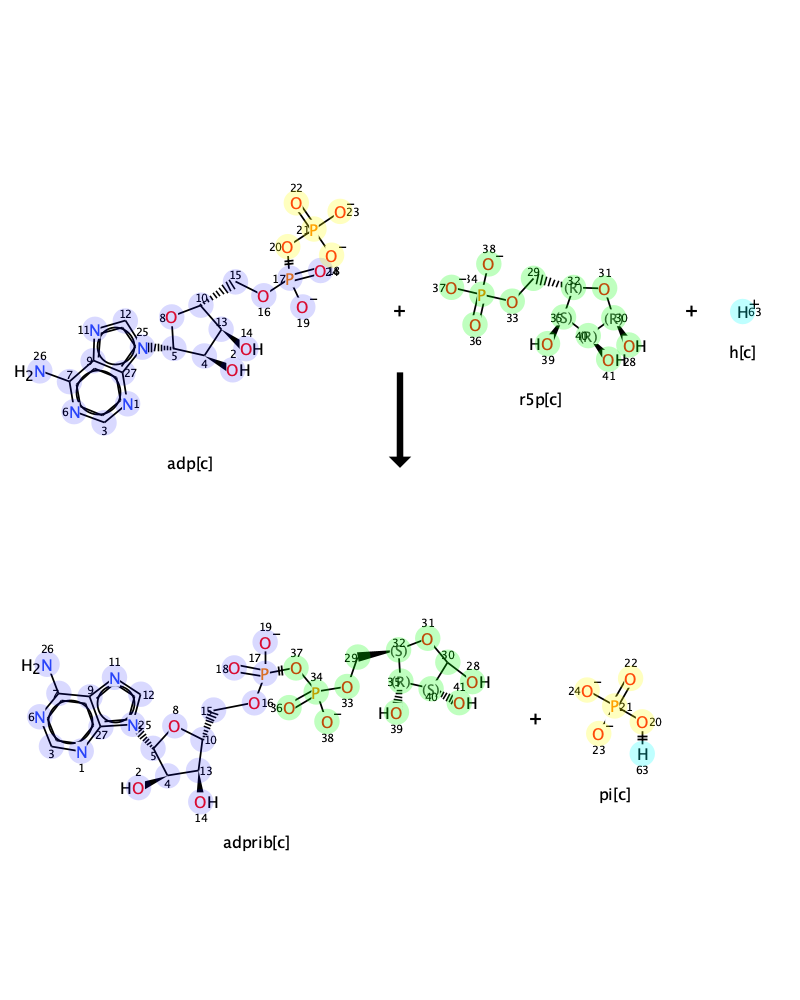 22
O
O − 23
21 P
20 O
O −
17 P
O 18
24
15
O
16
O −
19
10
8 O
13
14
OH
2
OH
5
4
12
11 N
25
N
9
27
26
H₂N
7
6 N
N 1
3
adp[c]
+
38
O −
37 O −
34
P
O
33
O
36
29
32
(R)
31
O
35
(S)
(R)
30
40
(R)
HO
39
OH
28
OH
41
r5p[c]
+
H +
63
h[c]
26
H₂N
11
N
7
9
12
6 N
N 25
27
3
N
1
8
O
5
10
15
2
HO
4
13
OH
14
19
O −
17
18 O
P
O 16
37
O
34
P
36 O
O −
38
O
33
29
32
(S)
31
O
30
28
OH
35
(R)
(S)
40
41
OH
HO
39
adprib[c]
+
22
O
24 O −
P 21
O 20
O −
23
H
63
pi[c]